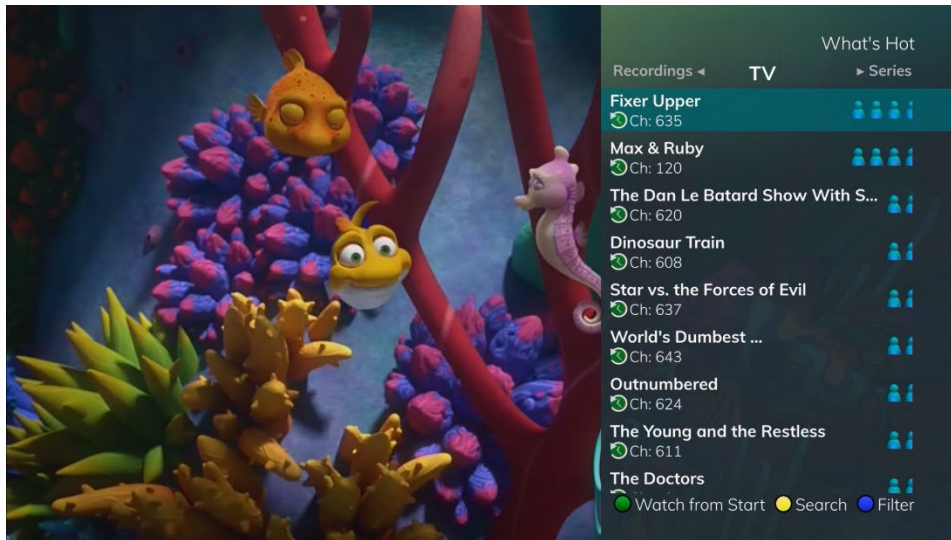 What's Hot
Recordings ◂ TV ▸ Series
Fixer Upper
Ch: 635
Max & Ruby
Ch: 120
The Dan Le Batard Show With S...
Ch: 620
Dinosaur Train
Ch: 608
Star vs. the Forces of Evil
Ch: 637
World's Dumbest ...
Ch: 643
Outnumbered
Ch: 624
The Young and the Restless
Ch: 611
The Doctors
Watch from Start Search Filter